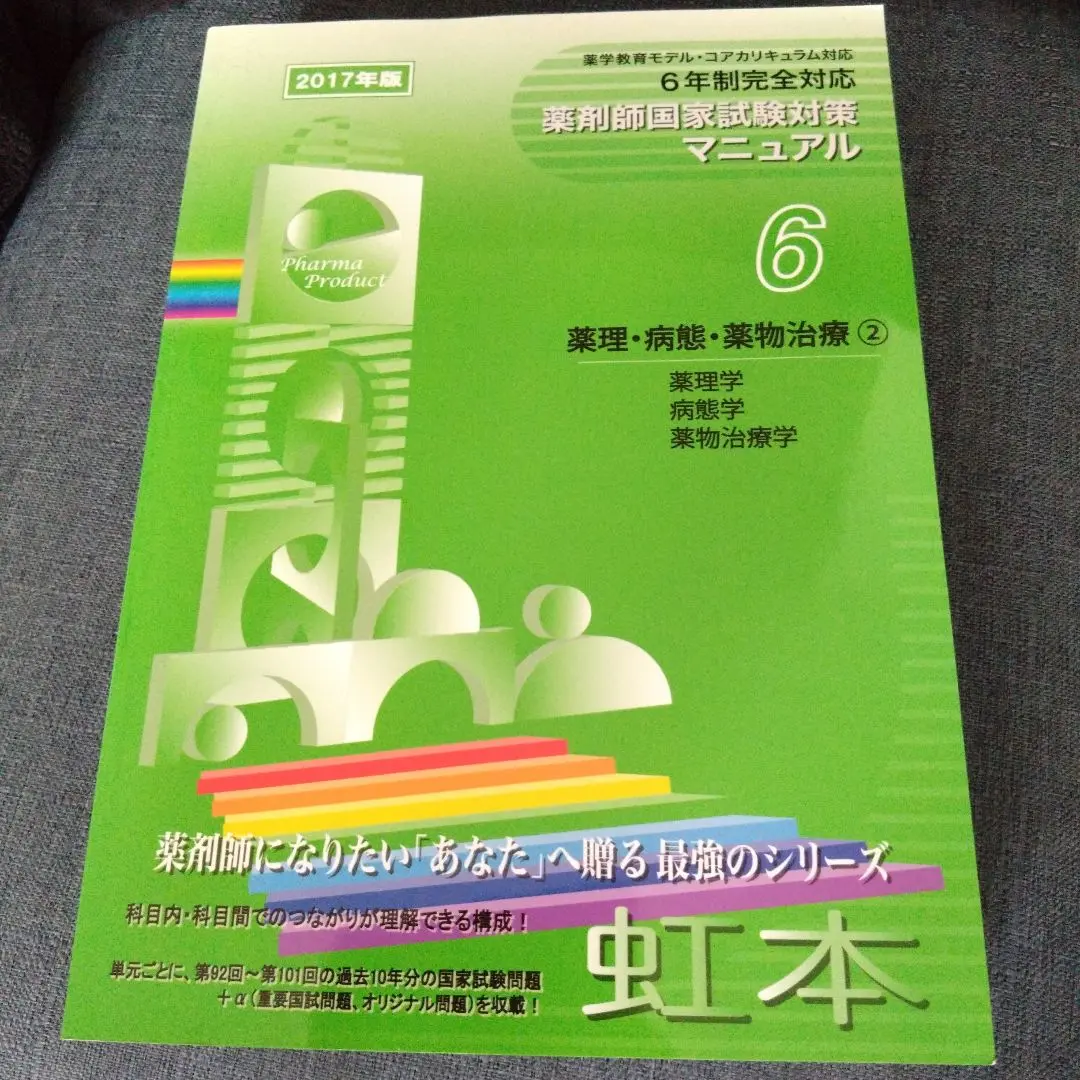 2017年版
薬学教育モデル・コアカリキュラム対応
6年制完全対応
薬剤師国家試験対策
マニュアル
6
Pharma
Product
薬理・病態・薬物治療②
薬理学
病態学
薬物治療学
薬剤師になりたい「あなた」へ贈る 最強のシリーズ
科目内・科目間でのつながりが理解できる構成！
単元ごとに、第92回～第101回の過去10年分の国家試験問題
＋α（重要国試問題、オリジナル問題）を収載！
虹本